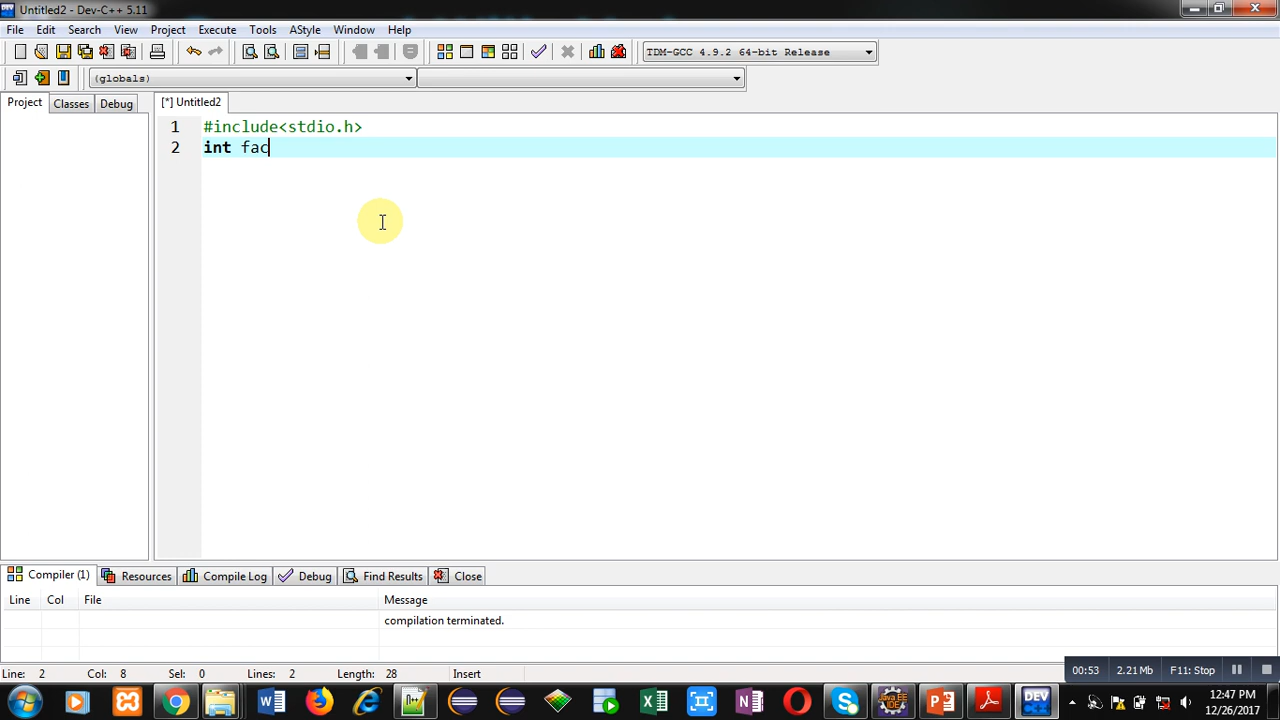 Untitled2 - Dev-C++ 5.11
File Edit Search View Project Execute Tools AStyle Window Help
TDM-GCC 4.9.2 64-bit Release
(globals)
Project Classes Debug [*] Untitled2
1 #include<stdio.h>
2 int fac
Compiler (1) Resources Compile Log Debug Find Results Close
Line Col File Message
compilation terminated.
Line: 2 Col: 8 Sel: 0 Lines: 2 Length: 28 Insert
00:53 2.21 Mb F11: Stop
12:47 PM
12/26/2017